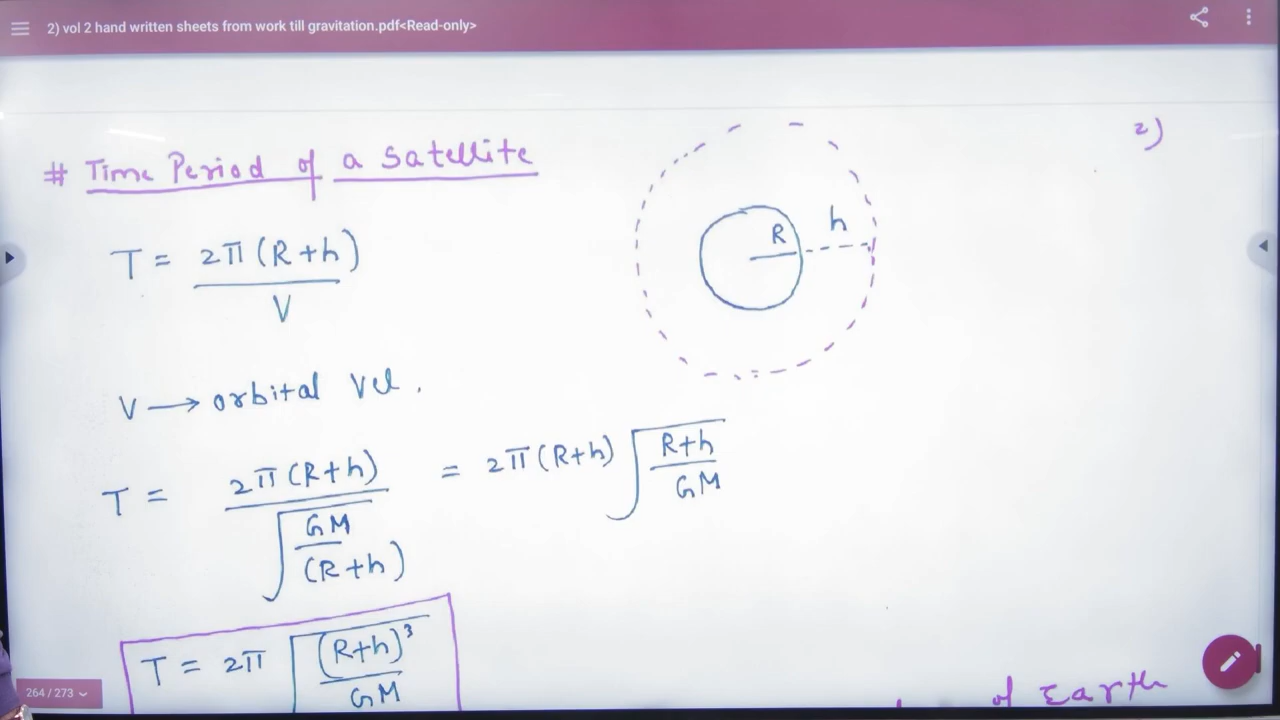 2) vol 2 hand written sheets from work till gravitation.pdf<Read-only>
2)
# Time Period of a Satellite
R
h
T = 2π(R+h) / V
V → orbital Vel.
T = 2π(R+h) / √(GM / (R+h)) = 2π(R+h) √(R+h / GM)
T = 2π √((R+h)³ / GM)
264 / 273
of Earth